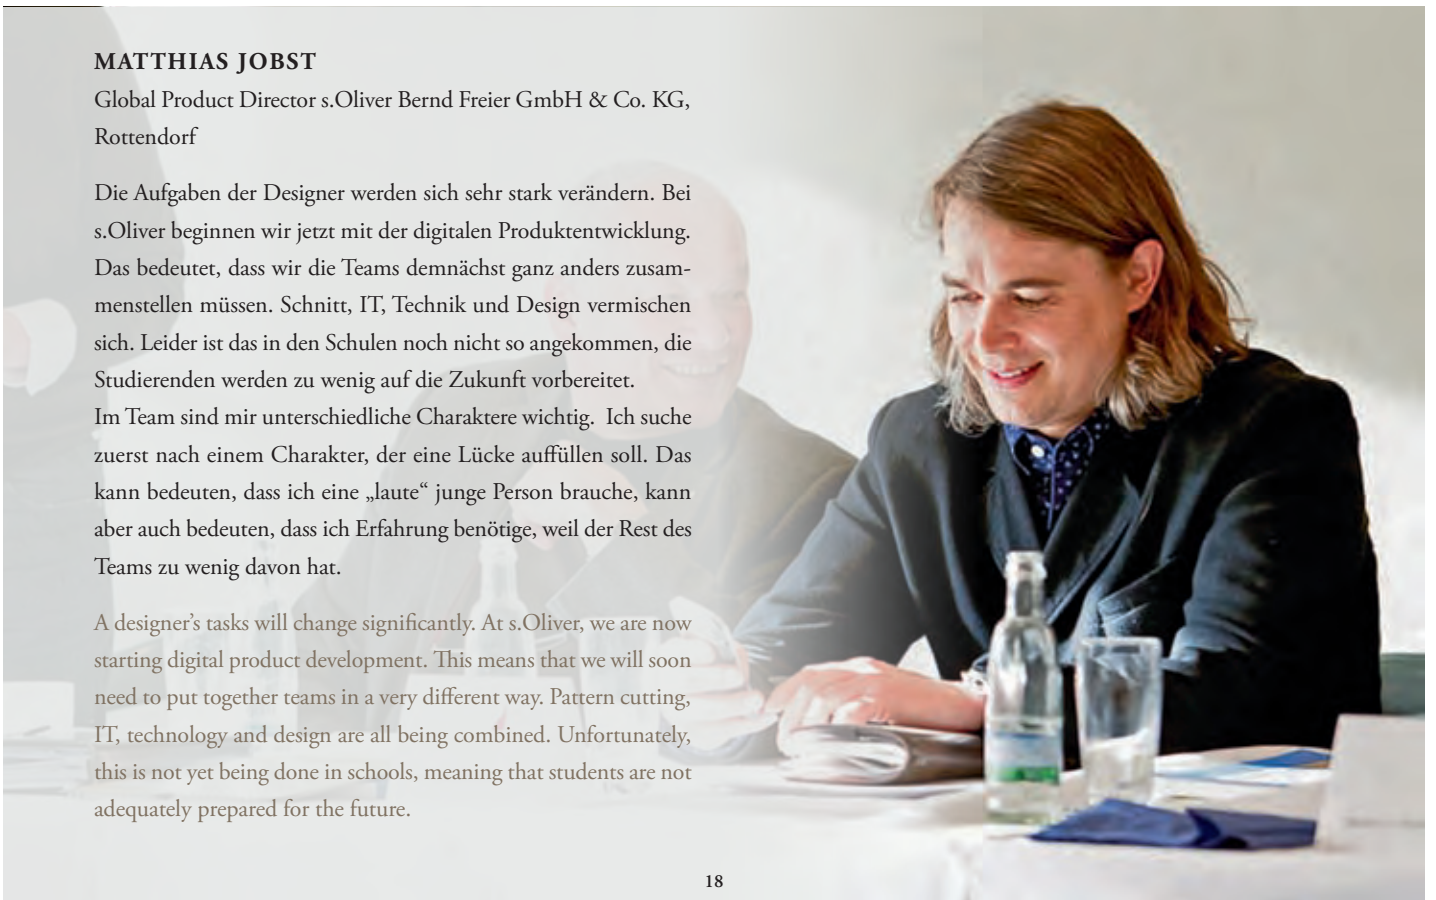 MATTHIAS JOBST
Global Product Director s.Oliver Bernd Freier GmbH & Co. KG,
Rottendorf
Die Aufgaben der Designer werden sich sehr stark verändern. Bei
s.Oliver beginnen wir jetzt mit der digitalen Produktentwicklung.
Das bedeutet, dass wir die Teams demnächst ganz anders zusam-
menstellen müssen. Schnitt, IT, Technik und Design vermischen
sich. Leider ist das in den Schulen noch nicht so angekommen, die
Studierenden werden zu wenig auf die Zukunft vorbereitet.
Im Team sind mir unterschiedliche Charaktere wichtig. Ich suche
zuerst nach einem Charakter, der eine Lücke auffüllen soll. Das
kann bedeuten, dass ich eine „laute“ junge Person brauche, kann
aber auch bedeuten, dass ich Erfahrung benötige, weil der Rest des
Teams zu wenig davon hat.
A designer’s tasks will change significantly. At s.Oliver, we are now
starting digital product development. This means that we will soon
need to put together teams in a very different way. Pattern cutting,
IT, technology and design are all being combined. Unfortunately,
this is not yet being done in schools, meaning that students are not
adequately prepared for the future.
18